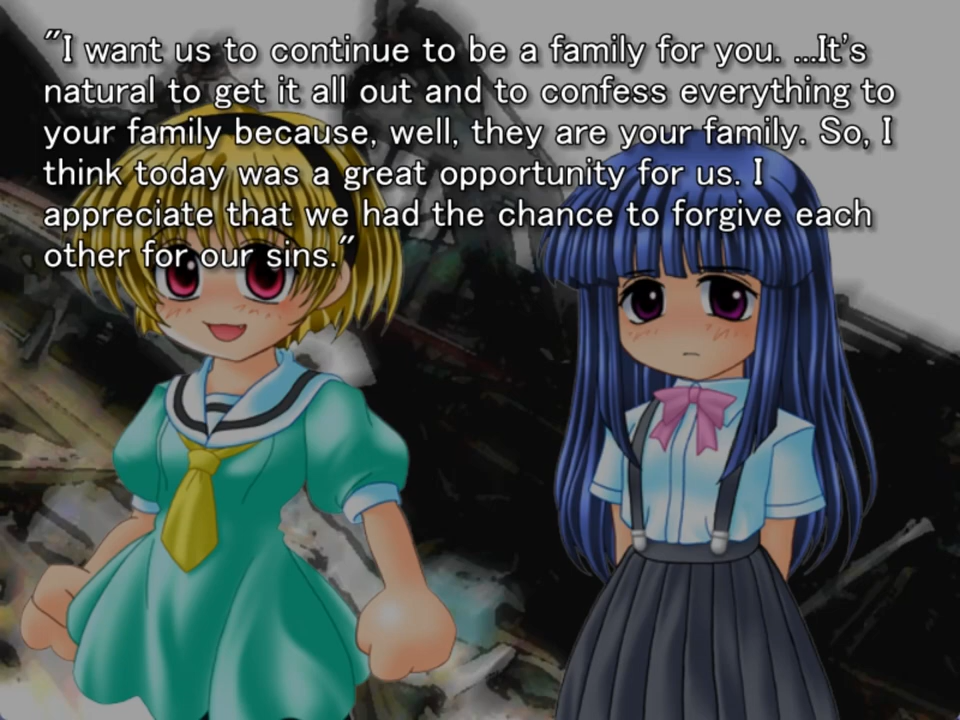 "I want us to continue to be a family for you. ...It's
natural to get it all out and to confess everything to
your family because, well, they are your family. So, I
think today was a great opportunity for us. I
appreciate that we had the chance to forgive each
other for our sins."